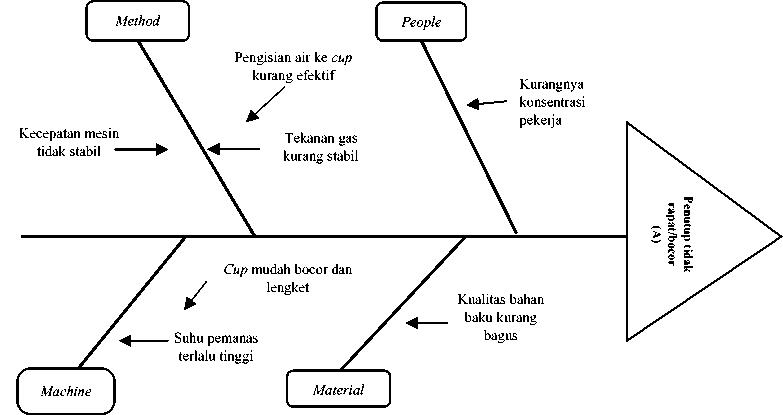 Method
People
Pengisian air ke cup
kurang efektif
Kurangnya
konsentrasi
pekerja
Kecepatan mesin
tidak stabil
Tekanan gas
kurang stabil
Penutup tidak
rapat/bocor
(A)
Cup mudah bocor dan
lengket
Kualitas bahan
baku kurang
bagus
Suhu pemanas
terlalu tinggi
Machine
Material